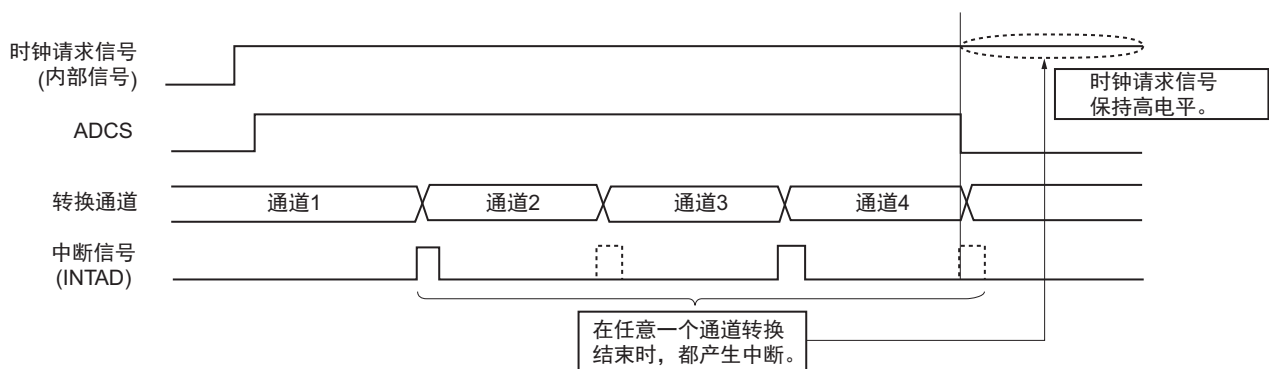 时钟请求信号
(内部信号)
时钟请求信号
保持高电平。
ADCS
转换通道
通道1
通道2
通道3
通道4
中断信号
(INTAD)
在任意一个通道转换
结束时，都产生中断。